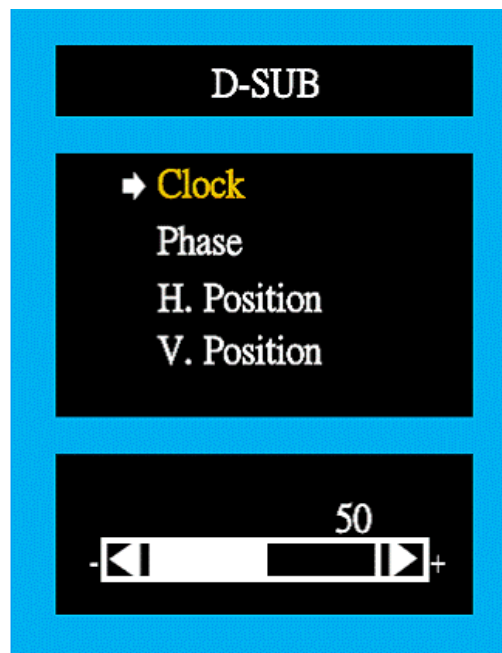 D-SUB
Clock
Phase
H. Position
V. Position
50
- +